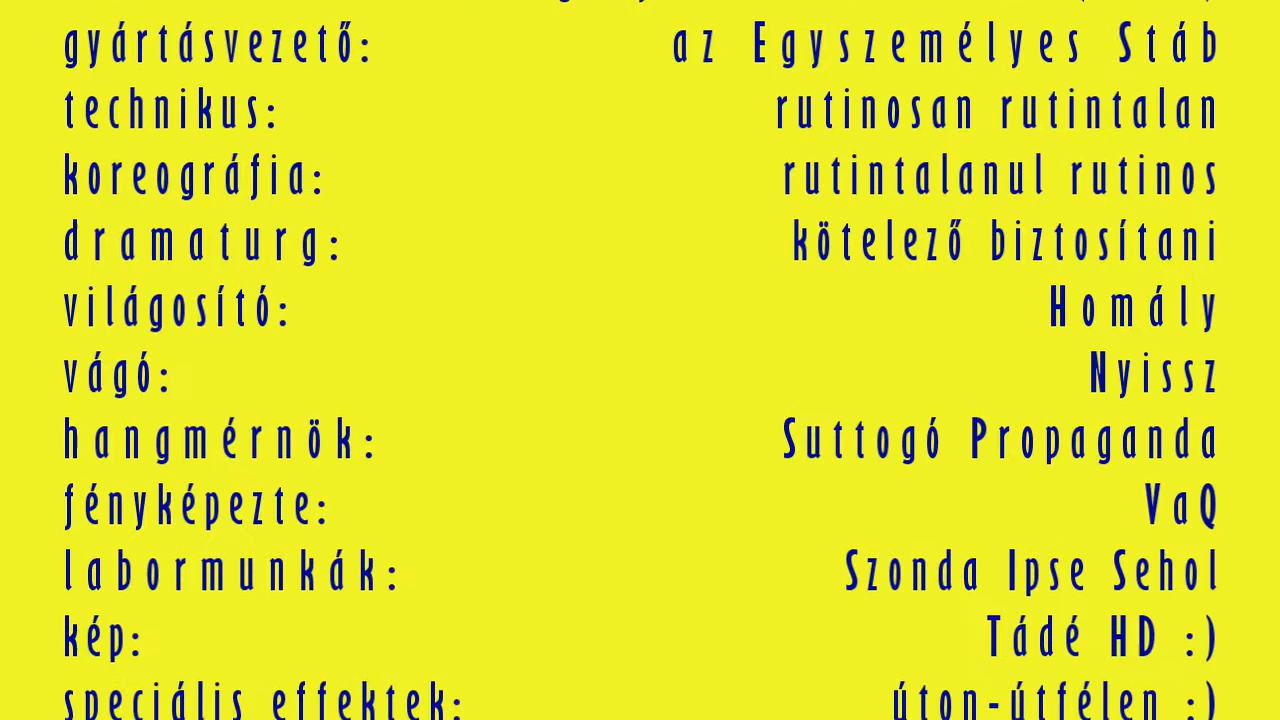 gyártásvezető: az Egyszemélyes Stáb
technikus: rutinosan rutintalan
koreográfia: rutintalanul rutinos
dramaturg: kötelező biztosítani
világosító: Homály
vágó: Nyissz
hangmérnök: Suttogó Propaganda
fényképezte: VaQ
labormunkák: Szonda Ipse Sehol
kép: Tádé HD :)
speciális effektek: úton-útfélen :)